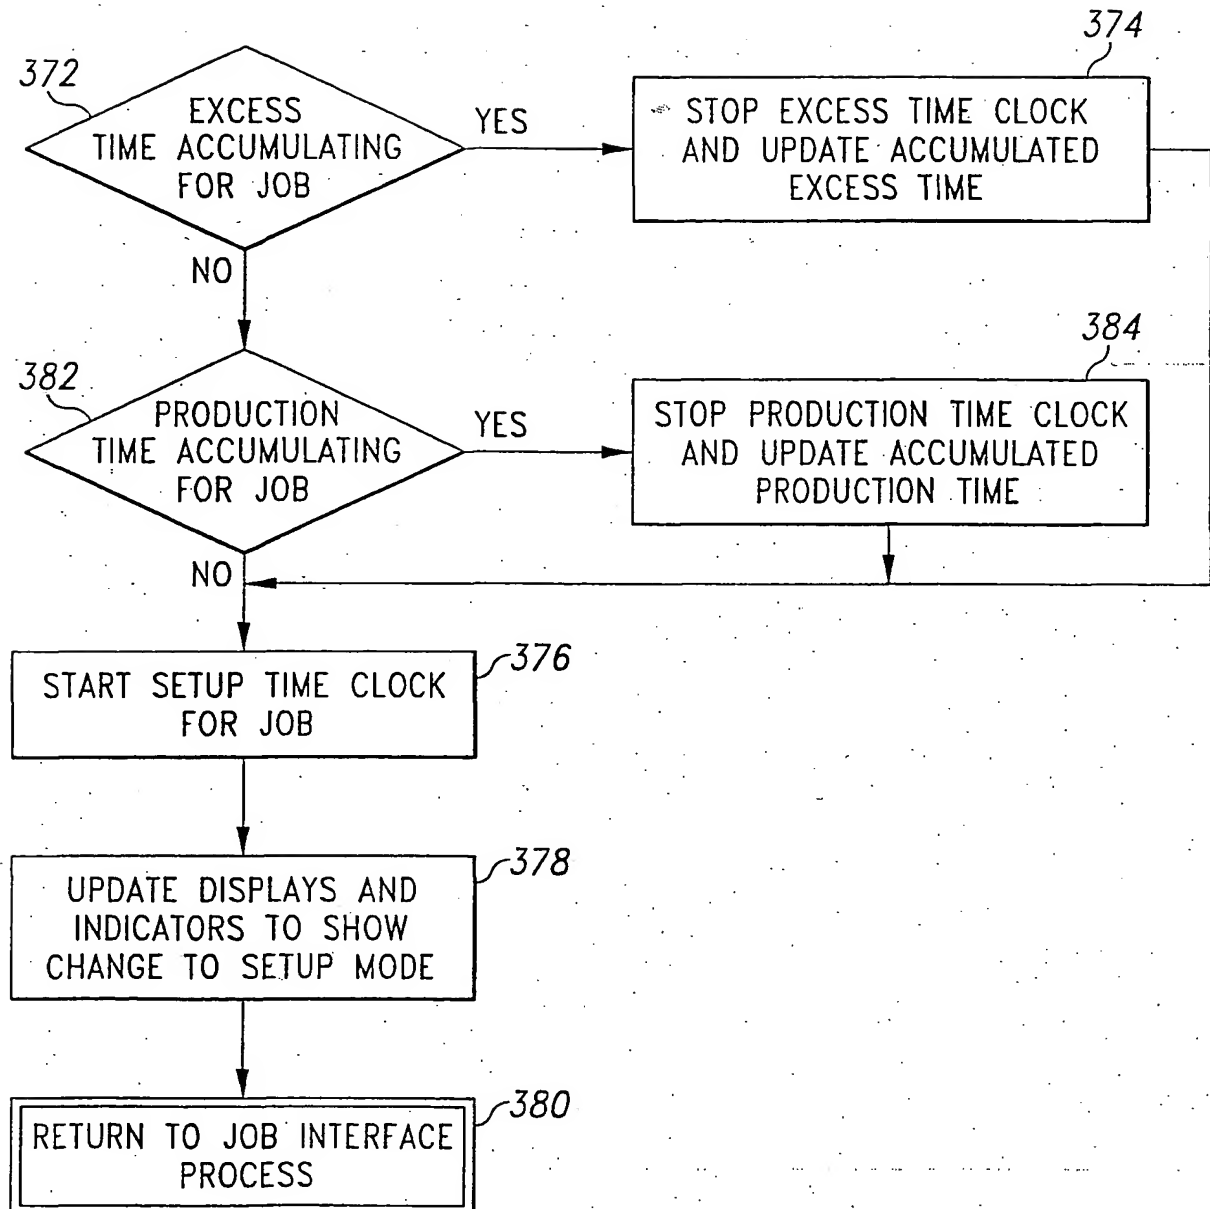 374
372
EXCESS
TIME ACCUMULATING
FOR JOB
YES
STOP EXCESS TIME CLOCK
AND UPDATE ACCUMULATED
EXCESS TIME
NO
384
382
PRODUCTION
TIME ACCUMULATING
FOR JOB
YES
STOP PRODUCTION TIME CLOCK
AND UPDATE ACCUMULATED
PRODUCTION TIME
NO
376
START SETUP TIME CLOCK
FOR JOB
378
UPDATE DISPLAYS AND
INDICATORS TO SHOW
CHANGE TO SETUP MODE
380
RETURN TO JOB INTERFACE
PROCESS